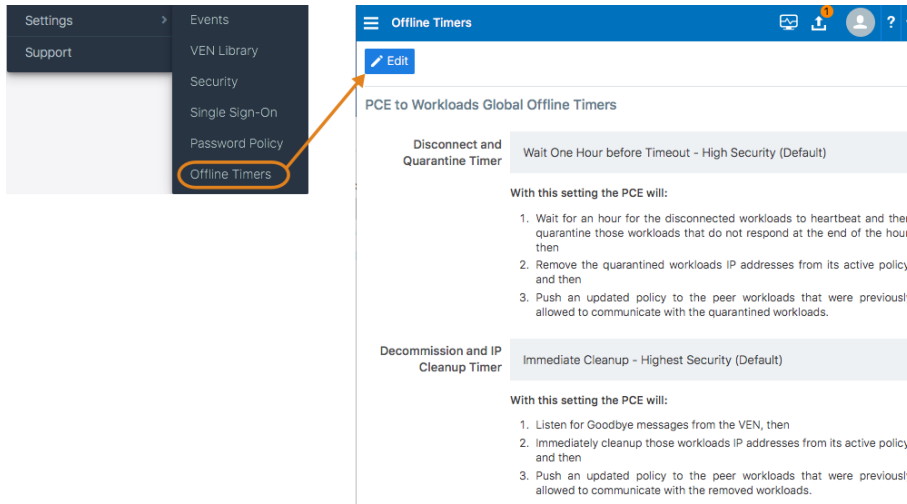 Settings
Support
Events
VEN Library
Security
Single Sign-On
Password Policy
Offline Timers
Offline Timers
1
?
Edit
PCE to Workloads Global Offline Timers
Disconnect and
Quarantine Timer
Wait One Hour before Timeout - High Security (Default)
With this setting the PCE will:
1. Wait for an hour for the disconnected workloads to heartbeat and then
quarantine those workloads that do not respond at the end of the hour
then
2. Remove the quarantined workloads IP addresses from its active policy
and then
3. Push an updated policy to the peer workloads that were previousl
allowed to communicate with the quarantined workloads.
Decommission and IP
Cleanup Timer
Immediate Cleanup - Highest Security (Default)
With this setting the PCE will:
1. Listen for Goodbye messages from the VEN, then
2. Immediately cleanup those workloads IP addresses from its active policy
and then
3. Push an updated policy to the peer workloads that were previousl
allowed to communicate with the removed workloads.